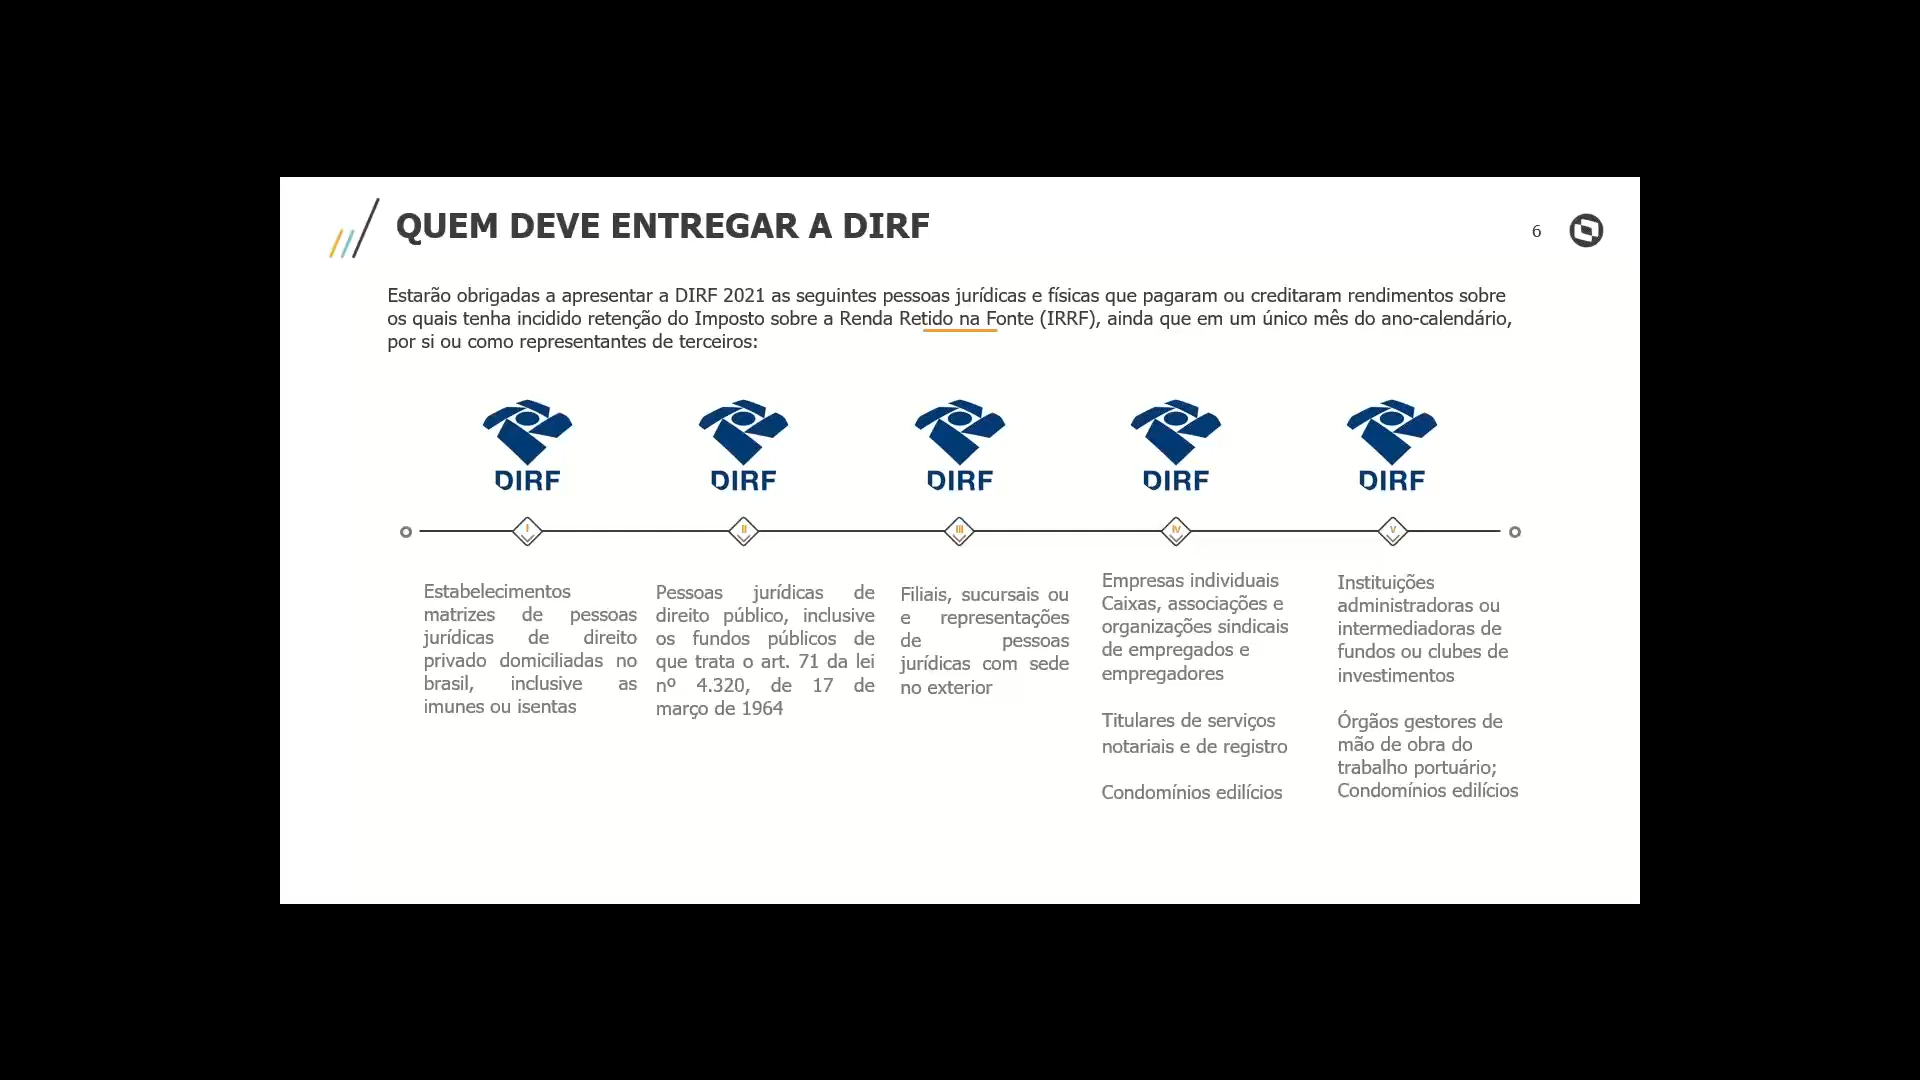 QUEM DEVE ENTREGAR A DIRF
6
Estarão obrigadas a apresentar a DIRF 2021 as seguintes pessoas jurídicas e físicas que pagaram ou creditaram rendimentos sobre
os quais tenha incidido retenção do Imposto sobre a Renda Retido na Fonte (IRRF), ainda que em um único mês do ano-calendário,
por si ou como representantes de terceiros:
DIRF
DIRF
DIRF
DIRF
DIRF
I
II
III
IV
V
Estabelecimentos
matrizes de pessoas
jurídicas de direito
privado domiciliadas no
brasil, inclusive as
imunes ou isentas
Pessoas jurídicas de
direito público, inclusive
os fundos públicos de
que trata o art. 71 da lei
nº 4.320, de 17 de
março de 1964
Filiais, sucursais ou
e representações
de pessoas
jurídicas com sede
no exterior
Empresas individuais
Caixas, associações e
organizações sindicais
de empregados e
empregadores
Titulares de serviços
notariais e de registro
Condomínios edilícios
Instituições
administradoras ou
intermediadoras de
fundos ou clubes de
investimentos
Órgãos gestores de
mão de obra do
trabalho portuário;
Condomínios edilícios